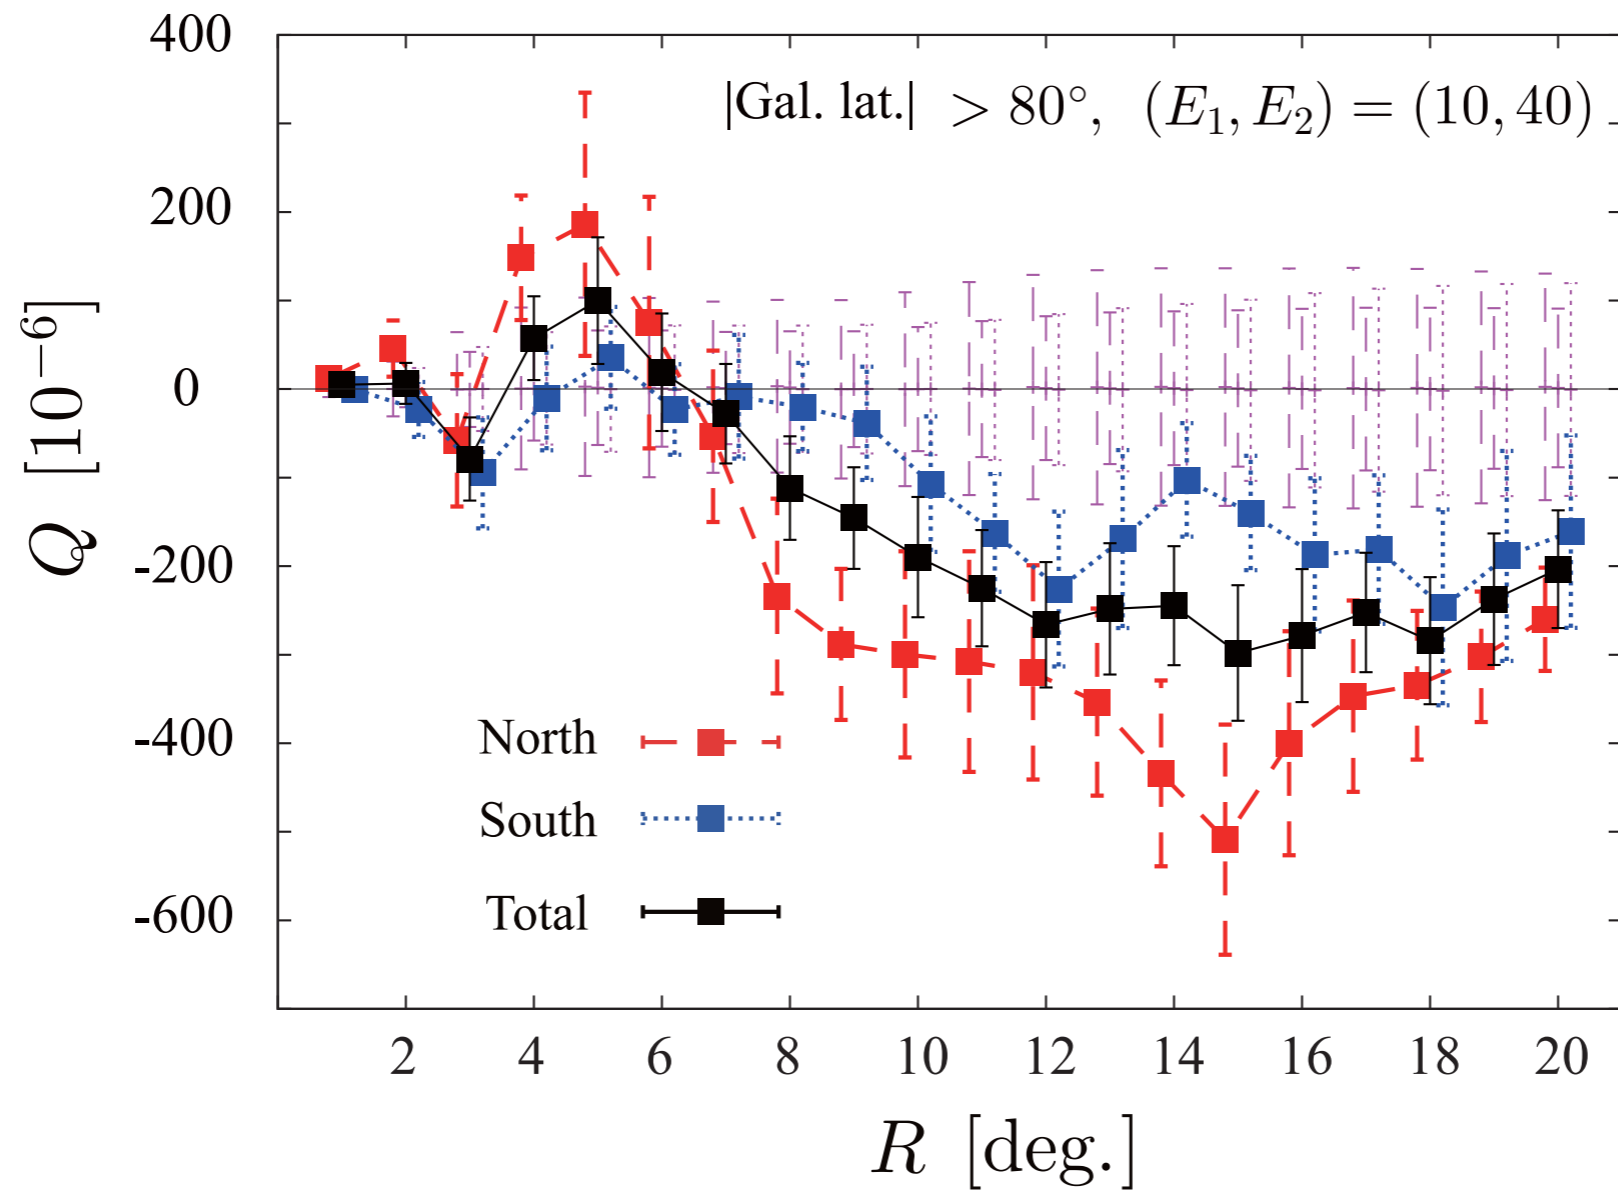 400
|Gal. lat.| > 80°, (E₁, E₂) = (10, 40)
200
0
-200
-400
-600
Q [10⁻⁶]
North
South
Total
2 4 6 8 10 12 14 16 18 20
R [deg.]